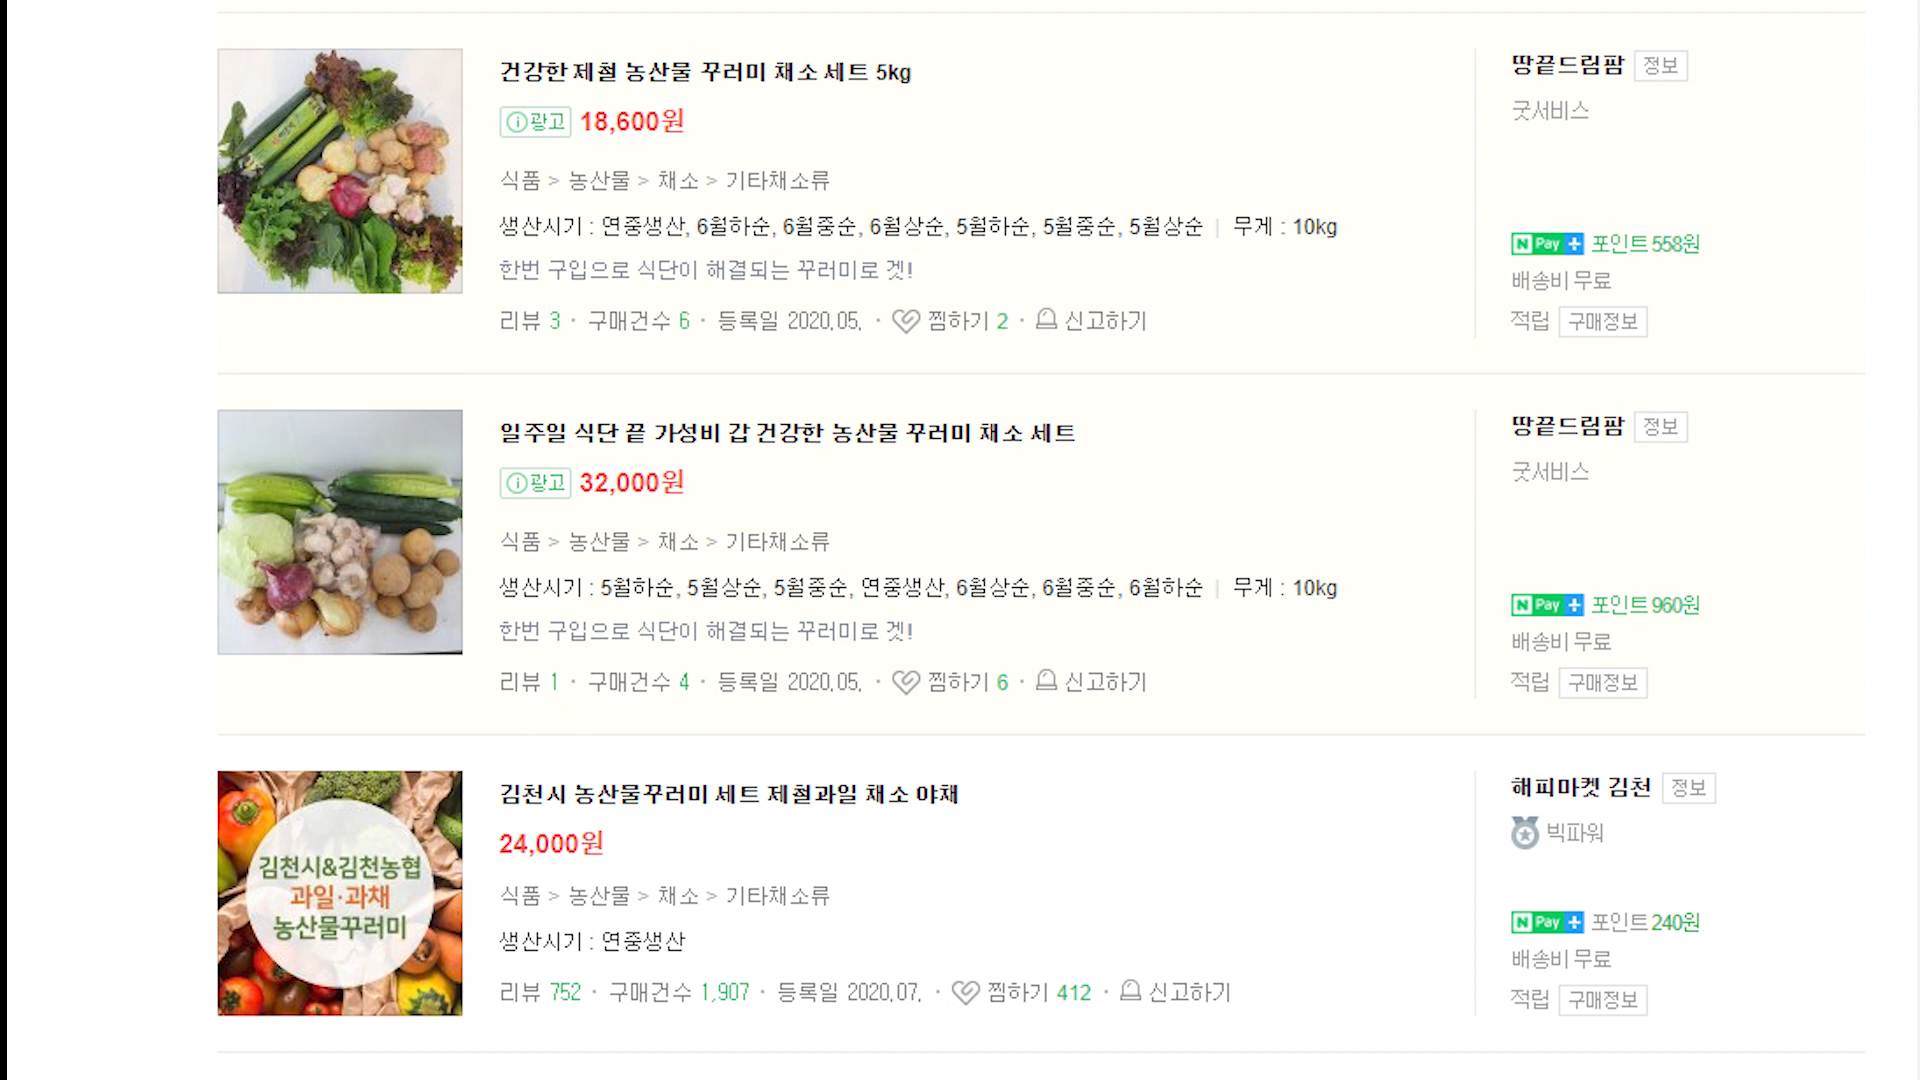 건강한 제철 농산물 꾸러미 채소 세트 5kg
광고 18,600원
식품 > 농산물 > 채소 > 기타채소류
생산시기 : 연중생산, 6월하순, 6월중순, 6월상순, 5월하순, 5월중순, 5월상순 | 무게 : 10kg
한번 구입으로 식단이 해결되는 꾸러미로 겟!
리뷰 3 · 구매건수 6 · 등록일 2020.05. · 찜하기 2 · 신고하기
땅끝드림팜 정보
굿서비스
N Pay + 포인트 558원
배송비 무료
적립 구매정보
일주일 식단 끝 가성비 갑 건강한 농산물 꾸러미 채소 세트
광고 32,000원
식품 > 농산물 > 채소 > 기타채소류
생산시기 : 5월하순, 5월상순, 5월중순, 연중생산, 6월상순, 6월중순, 6월하순 | 무게 : 10kg
한번 구입으로 식단이 해결되는 꾸러미로 겟!
리뷰 1 · 구매건수 4 · 등록일 2020.05. · 찜하기 6 · 신고하기
땅끝드림팜 정보
굿서비스
N Pay + 포인트 960원
배송비 무료
적립 구매정보
김천시&김천농협
과일·과채
농산물꾸러미
김천시 농산물꾸러미 세트 제철과일 채소 야채
24,000원
식품 > 농산물 > 채소 > 기타채소류
생산시기 : 연중생산
리뷰 752 · 구매건수 1,907 · 등록일 2020.07. · 찜하기 412 · 신고하기
해피마켓 김천 정보
빅파워
N Pay + 포인트 240원
배송비 무료
적립 구매정보